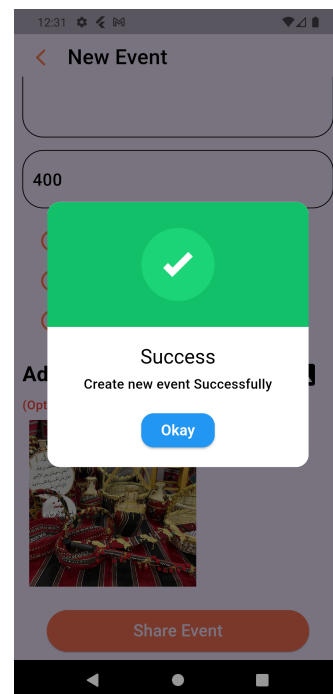 12:31
New Event
400
Success
Create new event Successfully
Ad
(Opt
Okay
Share Event